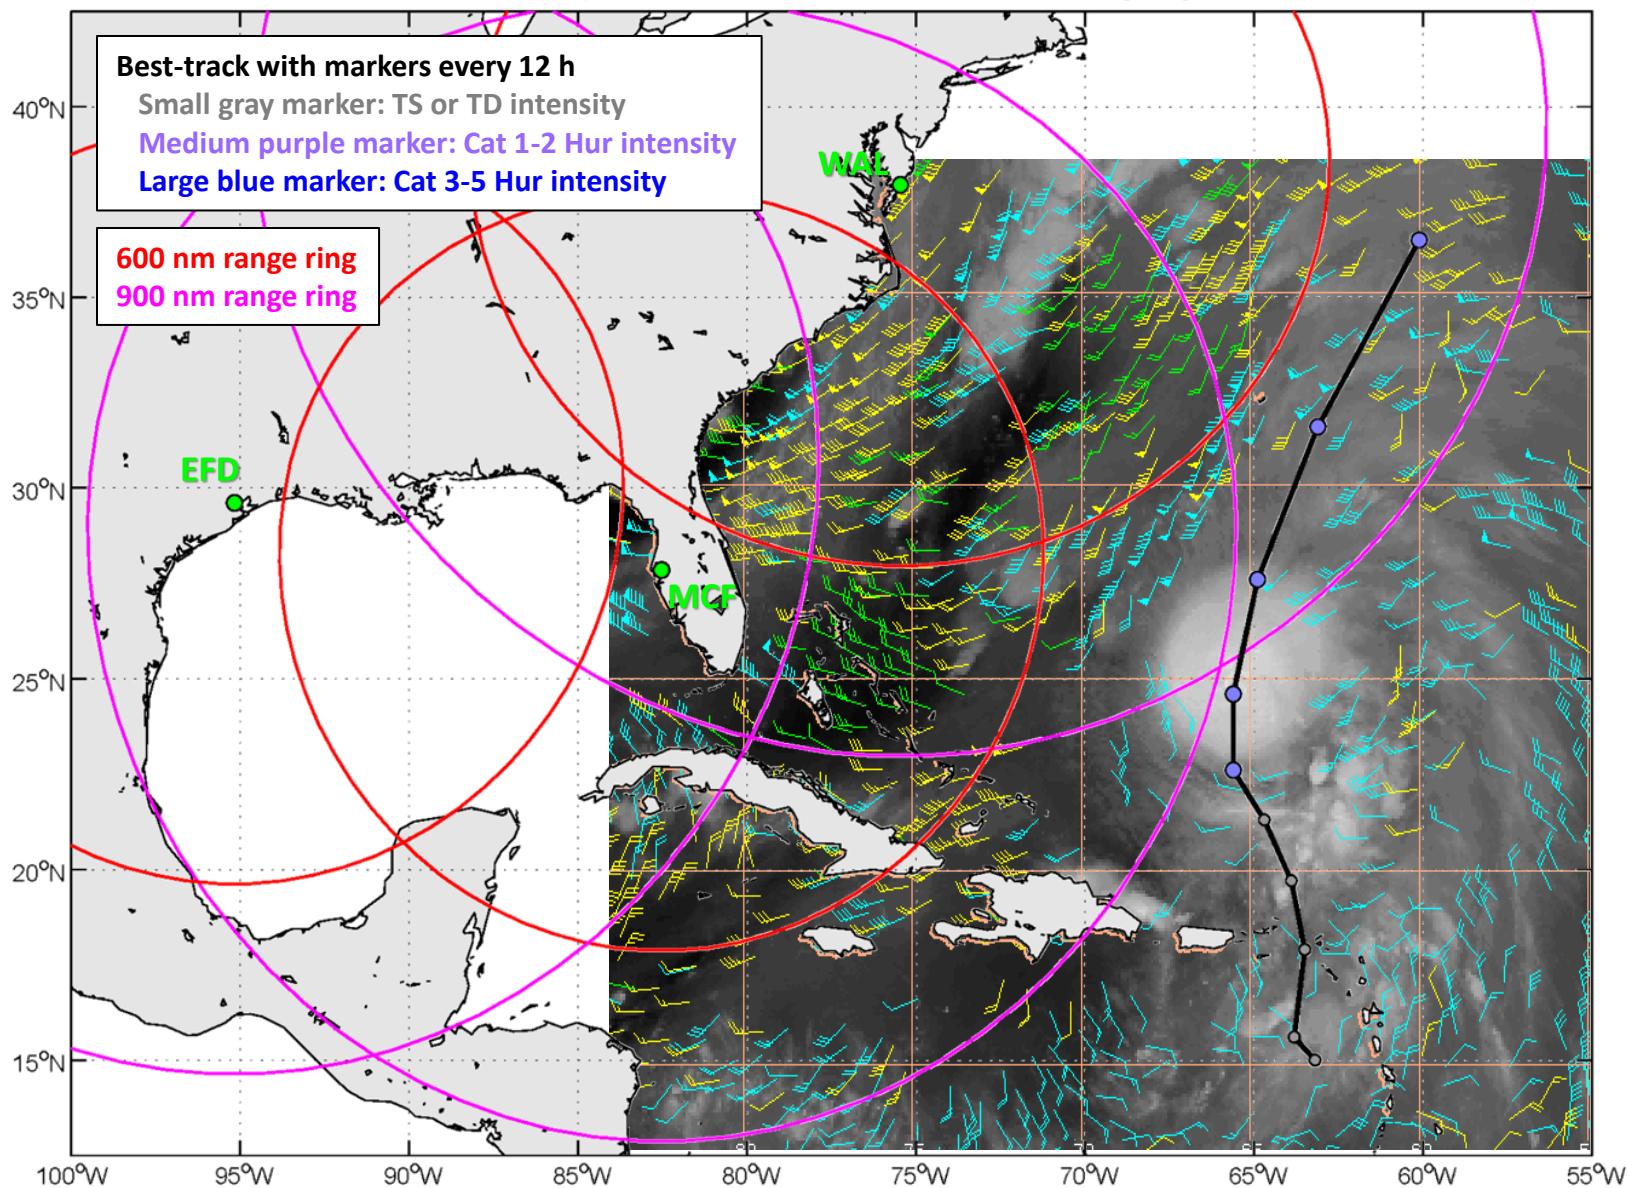 Best-track with markers every 12 h
Small gray marker: TS or TD intensity
Medium purple marker: Cat 1-2 Hur intensity
Large blue marker: Cat 3-5 Hur intensity
600 nm range ring
900 nm range ring
WAL
EFD
MCF
40°N
35°N
30°N
25°N
20°N
15°N
100°W
95°W
90°W
85°W
80°W
75°W
70°W
65°W
60°W
55°W